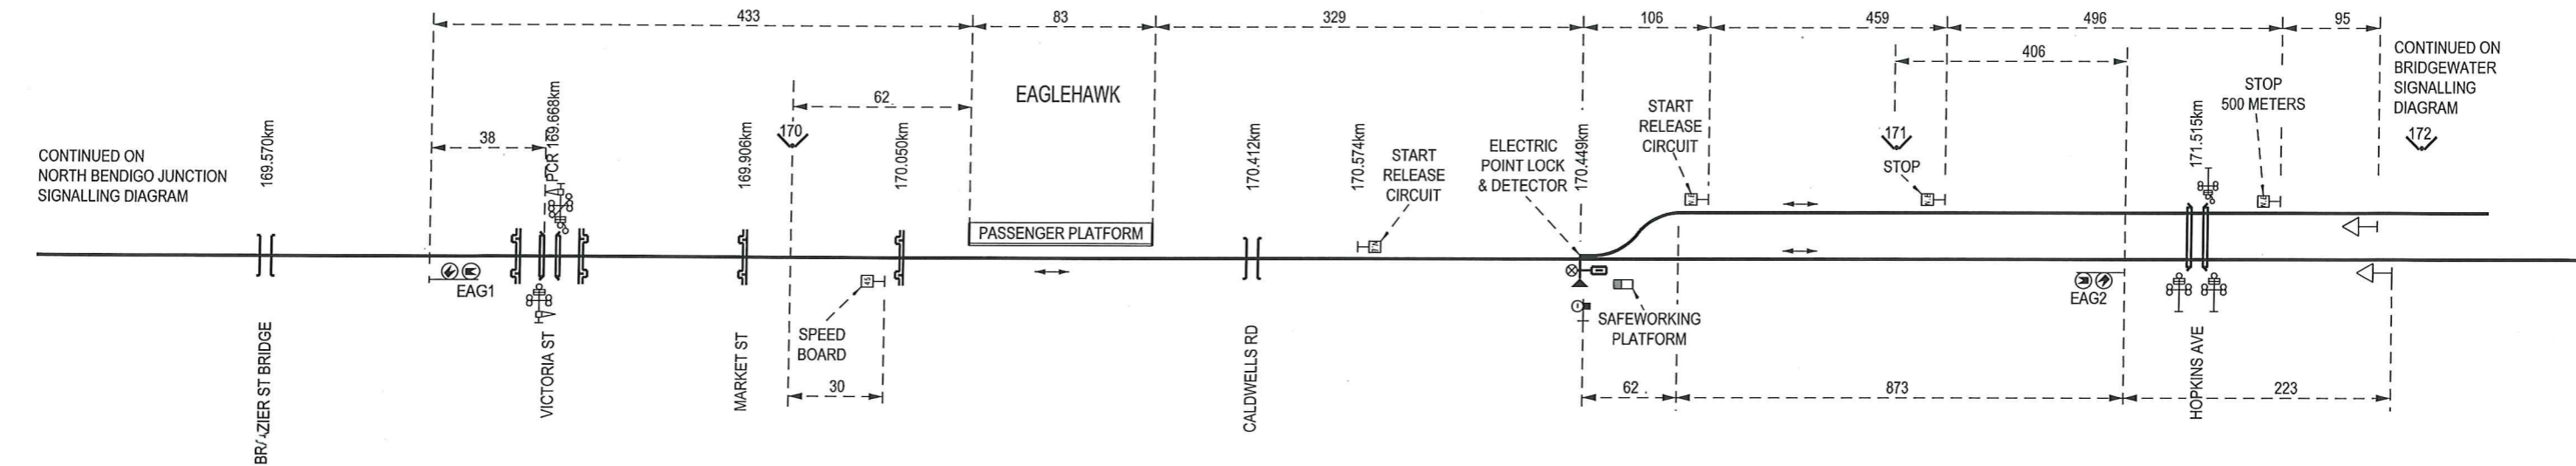 433
83
329
106
459
496
95
406
62
38
EAGLEHAWK
CONTINUED ON
NORTH BENDIGO JUNCTION
SIGNALLING DIAGRAM
169.570km
PCR 169.668km
169.906km
170
170.050km
170.412km
170.574km
START
RELEASE
CIRCUIT
ELECTRIC
POINT LOCK
& DETECTOR
170.449km
START
RELEASE
CIRCUIT
171
STOP
171.515km
STOP
500 METERS
CONTINUED ON
BRIDGEWATER
SIGNALLING
DIAGRAM
172
PASSENGER PLATFORM
EAG1
45
SPEED
BOARD
30
SAFEWORKING
PLATFORM
EAG2
62
873
223
BRAZIER ST BRIDGE
VICTORIA ST
MARKET ST
CALDWELLS RD
HOPKINS AVE